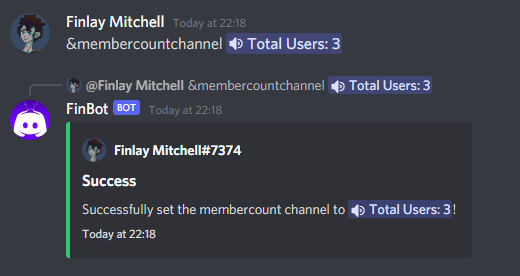 Finlay Mitchell Today at 22:18
&membercountchannel Total Users: 3
@Finlay Mitchell &membercountchannel Total Users: 3
FinBot BOT Today at 22:18
Finlay Mitchell#7374
Success
Successfully set the membercount channel to Total Users: 3!
Today at 22:18